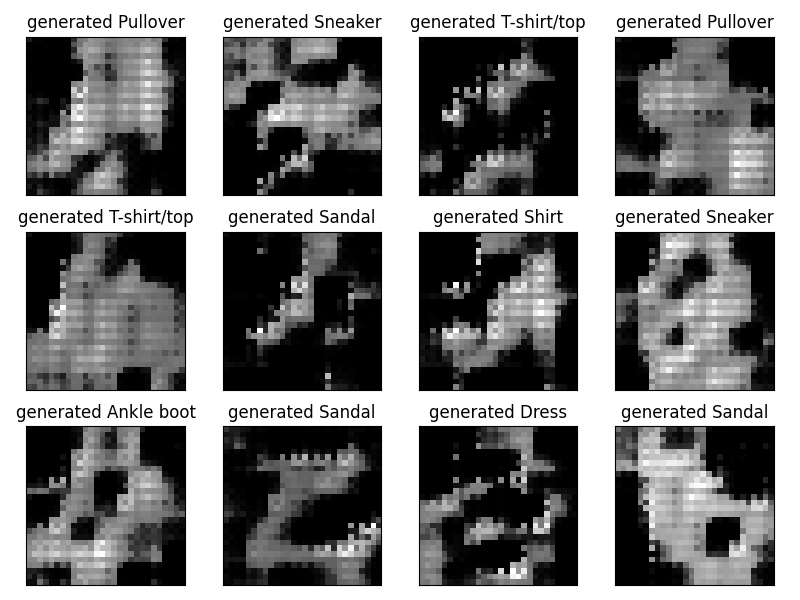 generated Pullover
generated Sneaker
generated T-shirt/top
generated Pullover
generated T-shirt/top
generated Sandal
generated Shirt
generated Sneaker
generated Ankle boot
generated Sandal
generated Dress
generated Sandal